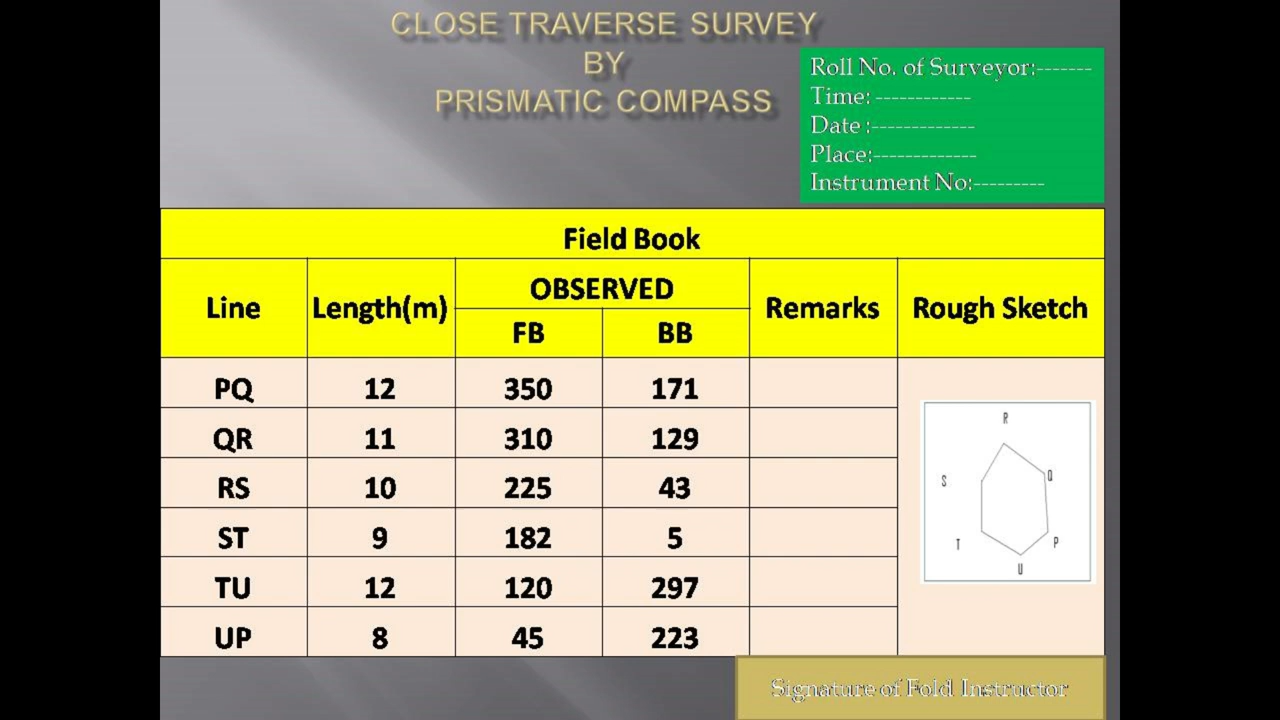 CLOSE TRAVERSE SURVEY
BY
PRISMATIC COMPASS
Roll No. of Surveyor:-------
Time: ------------
Date :-------------
Place:-------------
Instrument No:---------
Field Book
Line Length(m) OBSERVED Remarks Rough Sketch
FB BB
PQ 12 350 171
QR 11 310 129
RS 10 225 43
ST 9 182 5
TU 12 120 297
UP 8 45 223
R
S Q
T P
U
Signature of Fold Instructor